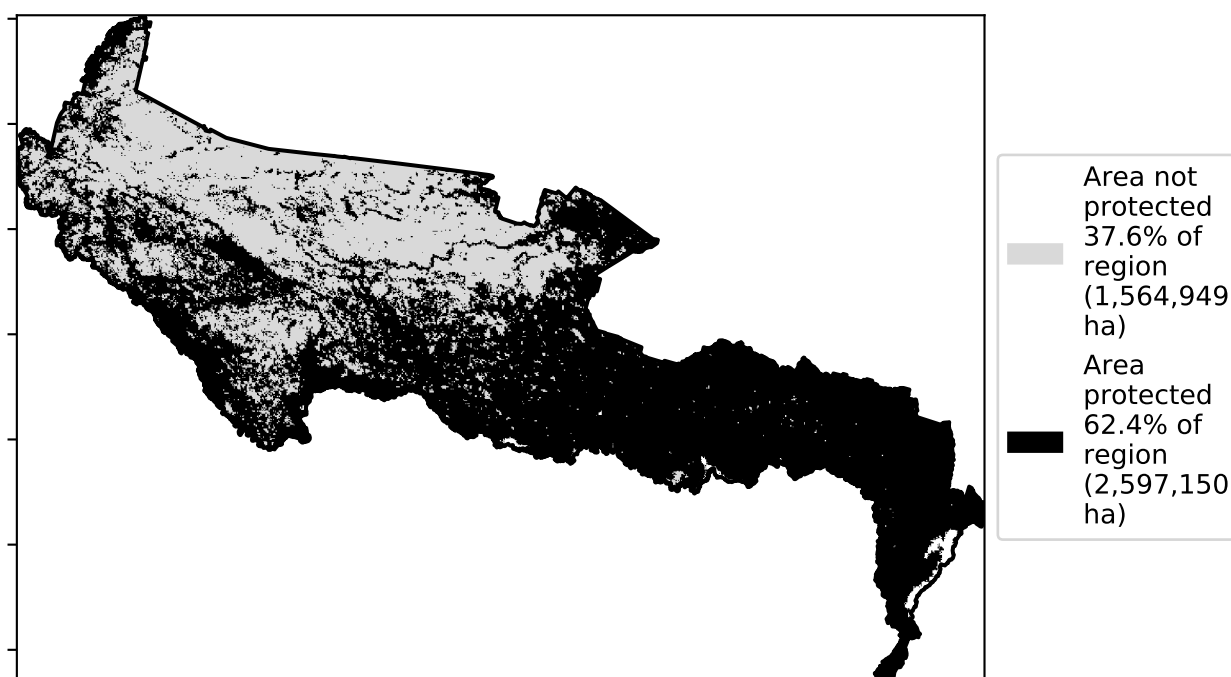 Area not
protected
37.6% of
region
(1,564,949
ha)
Area
protected
62.4% of
region
(2,597,150
ha)